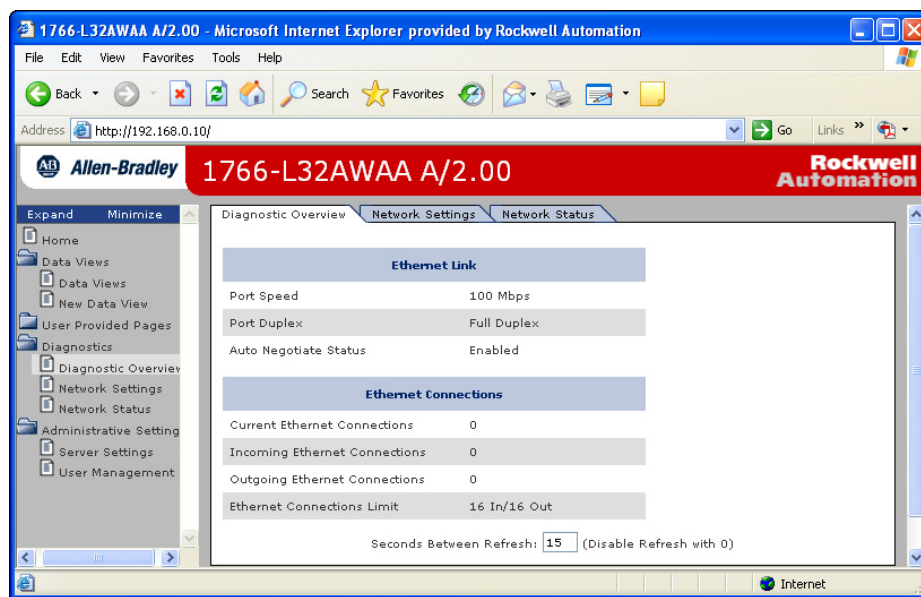 1766-L32AWAA A/2.00 - Microsoft Internet Explorer provided by Rockwell Automation
File Edit View Favorites Tools Help
Back Search Favorites
Address http://192.168.0.10/ Go Links »
AB Allen-Bradley 1766-L32AWAA A/2.00 Rockwell Automation
Expand Minimize
Home
Data Views
Data Views
New Data View
User Provided Pages
Diagnostics
Diagnostic Overview
Network Settings
Network Status
Administrative Setting
Server Settings
User Management
Diagnostic Overview Network Settings Network Status
Ethernet Link
Port Speed 100 Mbps
Port Duplex Full Duplex
Auto Negotiate Status Enabled
Ethernet Connections
Current Ethernet Connections 0
Incoming Ethernet Connections 0
Outgoing Ethernet Connections 0
Ethernet Connections Limit 16 In/16 Out
Seconds Between Refresh: 15 (Disable Refresh with 0)
Internet